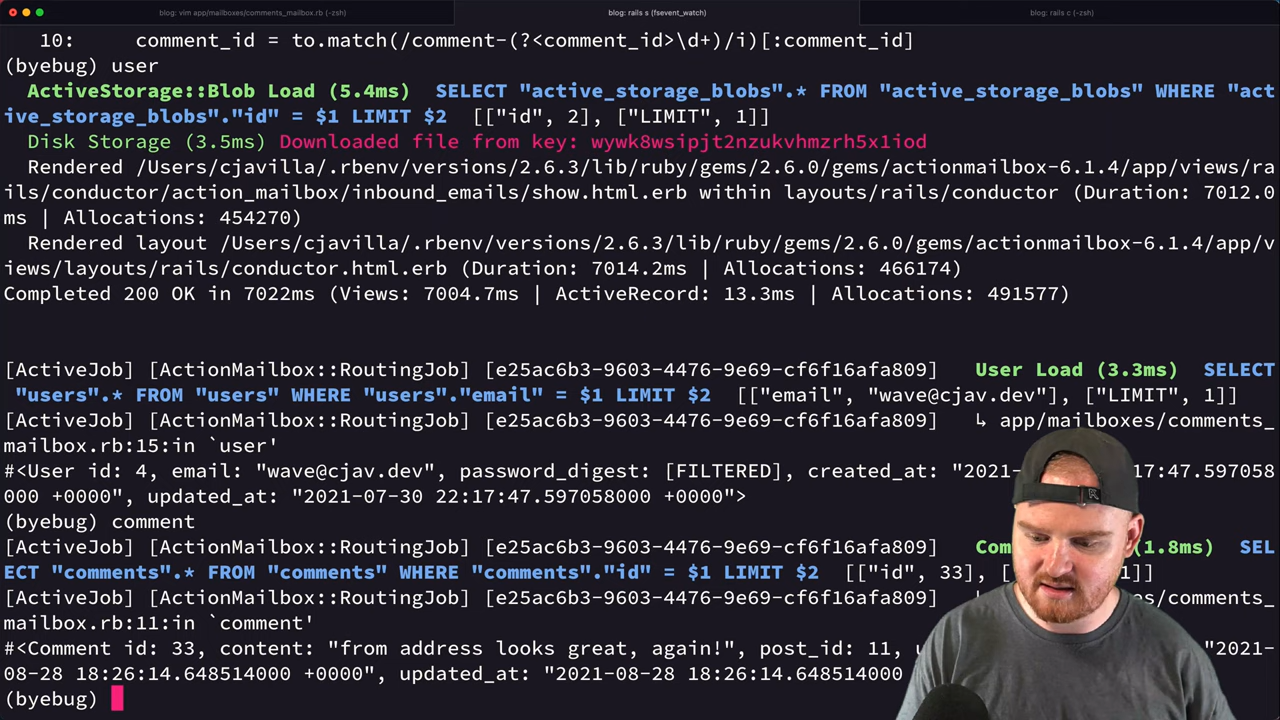 blog: vim app/mailboxes/comments_mailbox.rb (-zsh)
blog: rails s (fsevent_watch)
blog: rails c (-zsh)
10:     comment_id = to.match(/comment-(?<comment_id>\d+)/i)[:comment_id]
(byebug) user
ActiveStorage::Blob Load (5.4ms)  SELECT "active_storage_blobs".* FROM "active_storage_blobs" WHERE "act
ive_storage_blobs"."id" = $1 LIMIT $2  [["id", 2], ["LIMIT", 1]]
Disk Storage (3.5ms) Downloaded file from key: wywk8wsipjt2nzukvhmzrh5x1iod
Rendered /Users/cjavilla/.rbenv/versions/2.6.3/lib/ruby/gems/2.6.0/gems/actionmailbox-6.1.4/app/views/ra
ils/conductor/action_mailbox/inbound_emails/show.html.erb within layouts/rails/conductor (Duration: 7012.0
ms | Allocations: 454270)
Rendered layout /Users/cjavilla/.rbenv/versions/2.6.3/lib/ruby/gems/2.6.0/gems/actionmailbox-6.1.4/app/v
iews/layouts/rails/conductor.html.erb (Duration: 7014.2ms | Allocations: 466174)
Completed 200 OK in 7022ms (Views: 7004.7ms | ActiveRecord: 13.3ms | Allocations: 491577)
[ActiveJob] [ActionMailbox::RoutingJob] [e25ac6b3-9603-4476-9e69-cf6f16afa809]   User Load (3.3ms)  SELECT
"users".* FROM "users" WHERE "users"."email" = $1 LIMIT $2  [["email", "wave@cjav.dev"], ["LIMIT", 1]]
[ActiveJob] [ActionMailbox::RoutingJob] [e25ac6b3-9603-4476-9e69-cf6f16afa809]   ↳ app/mailboxes/comments_
mailbox.rb:15:in `user'
#<User id: 4, email: "wave@cjav.dev", password_digest: [FILTERED], created_at: "2021-07-30 17:47.597058
000 +0000", updated_at: "2021-07-30 22:17:47.597058000 +0000">
(byebug) comment
[ActiveJob] [ActionMailbox::RoutingJob] [e25ac6b3-9603-4476-9e69-cf6f16afa809]   Com (1.8ms)  SEL
ECT "comments".* FROM "comments" WHERE "comments"."id" = $1 LIMIT $2  [["id", 33], [ 1]]
[ActiveJob] [ActionMailbox::RoutingJob] [e25ac6b3-9603-4476-9e69-cf6f16afa809] es/comments_
mailbox.rb:11:in `comment'
#<Comment id: 33, content: "from address looks great, again!", post_id: 11, "2021-
08-28 18:26:14.648514000 +0000", updated_at: "2021-08-28 18:26:14.648514000
(byebug)